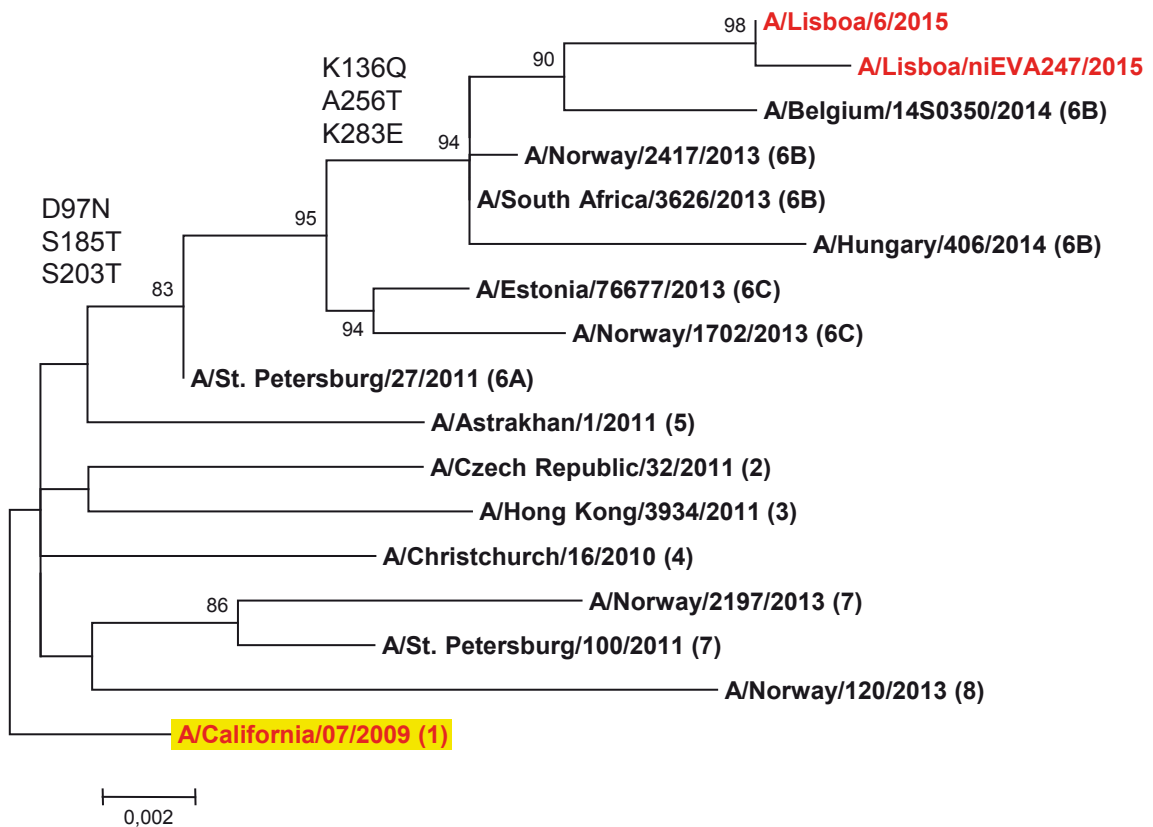 98
A/Lisboa/6/2015
K136Q
A256T
K283E
90
A/Lisboa/niEVA247/2015
A/Belgium/14S0350/2014 (6B)
94
A/Norway/2417/2013 (6B)
D97N
S185T
S203T
95
A/South Africa/3626/2013 (6B)
A/Hungary/406/2014 (6B)
83
A/Estonia/76677/2013 (6C)
94
A/Norway/1702/2013 (6C)
A/St. Petersburg/27/2011 (6A)
A/Astrakhan/1/2011 (5)
A/Czech Republic/32/2011 (2)
A/Hong Kong/3934/2011 (3)
A/Christchurch/16/2010 (4)
86
A/Norway/2197/2013 (7)
A/St. Petersburg/100/2011 (7)
A/Norway/120/2013 (8)
A/California/07/2009 (1)
0,002